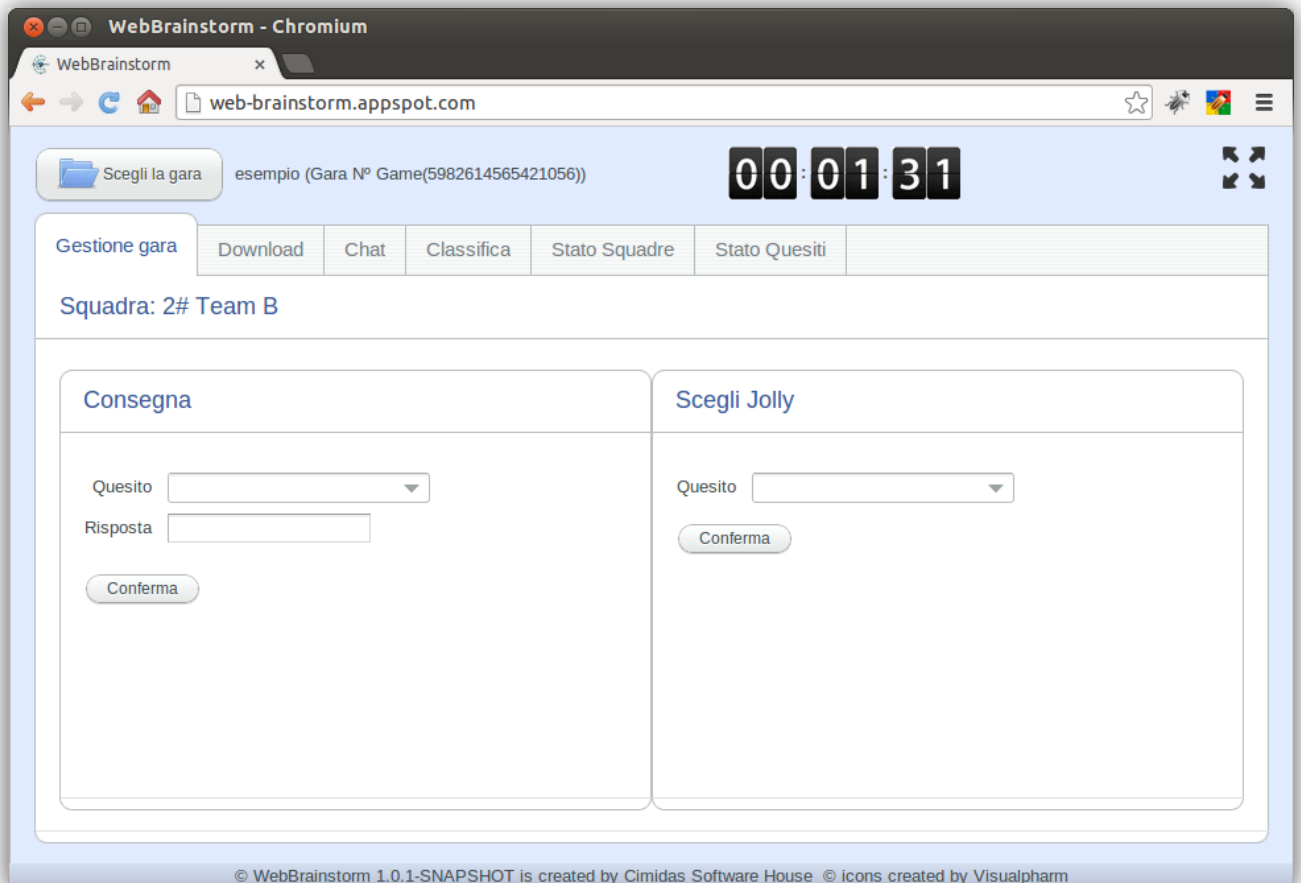 WebBrainstorm - Chromium
WebBrainstorm
web-brainstorm.appspot.com
Scegli la gara esempio (Gara Nº Game(5982614565421056)) 00:01:31
Gestione gara Download Chat Classifica Stato Squadre Stato Quesiti
Squadra: 2# Team B
Consegna Scegli Jolly
Quesito Quesito
Risposta
Conferma
Conferma
© WebBrainstorm 1.0.1-SNAPSHOT is created by Cimidas Software House © icons created by Visualpharm